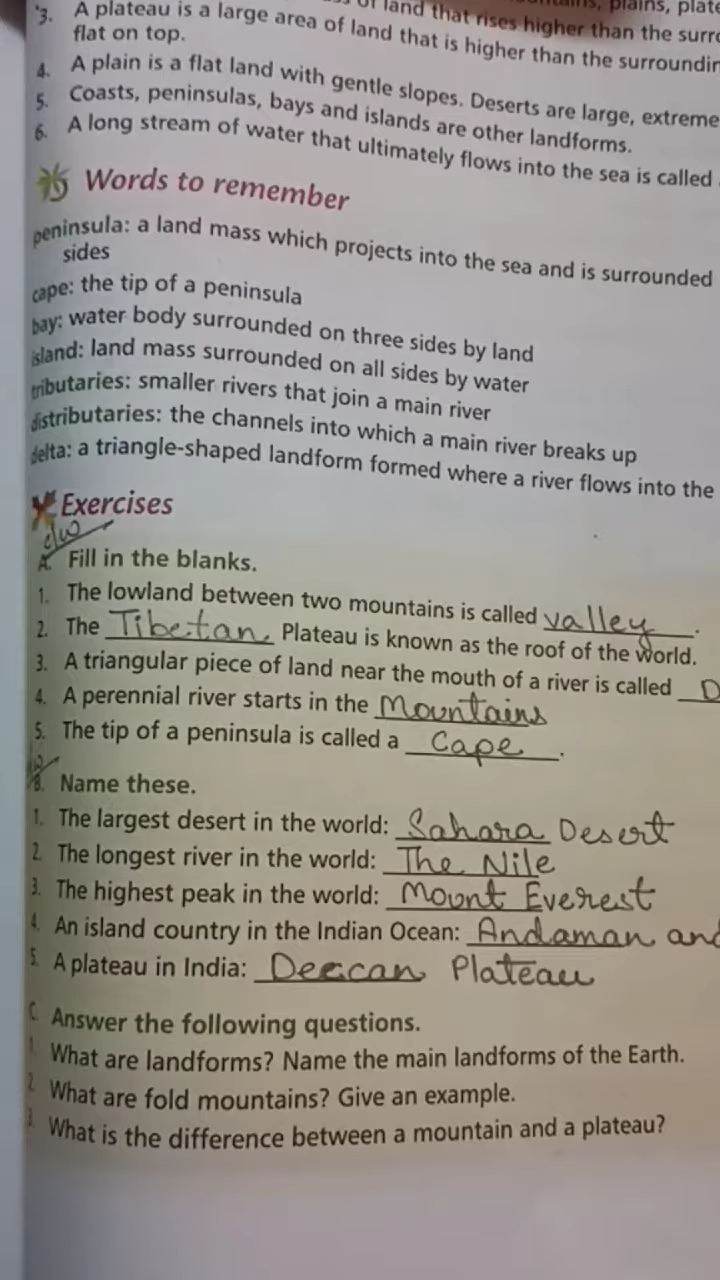 of land that rises higher than the surro
plains, plate
3. A plateau is a large area of land that is higher than the surroundin
flat on top.
4. A plain is a flat land with gentle slopes. Deserts are large, extreme
5. Coasts, peninsulas, bays and islands are other landforms.
6. A long stream of water that ultimately flows into the sea is called
Words to remember
peninsula: a land mass which projects into the sea and is surrounded
sides
cape: the tip of a peninsula
bay: water body surrounded on three sides by land
island: land mass surrounded on all sides by water
tributaries: smaller rivers that join a main river
distributaries: the channels into which a main river breaks up
delta: a triangle-shaped landform formed where a river flows into the
Exercises
c/w
A. Fill in the blanks.
1. The lowland between two mountains is called valley.
2. The Tibetan Plateau is known as the roof of the world.
3. A triangular piece of land near the mouth of a river is called D
4. A perennial river starts in the Mountains
5. The tip of a peninsula is called a Cape.
B. Name these.
1. The largest desert in the world: Sahara Desert
2. The longest river in the world: The Nile
3. The highest peak in the world: Mount Everest
4. An island country in the Indian Ocean: Andaman and
5. A plateau in India: Deccan Plateau
C. Answer the following questions.
1. What are landforms? Name the main landforms of the Earth.
2. What are fold mountains? Give an example.
3. What is the difference between a mountain and a plateau?